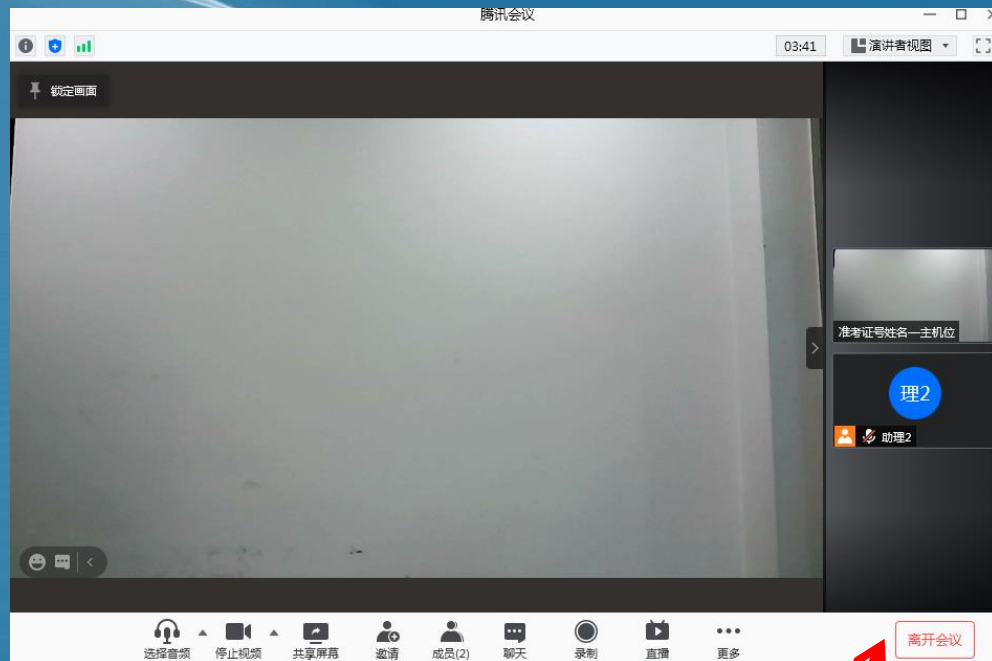 腾讯会议
03:41
演讲者视图
锁定画面
准考证号姓名—主机位
理2
助理2
选择音频
停止视频
共享屏幕
邀请
成员(2)
聊天
录制
直播
更多
离开会议